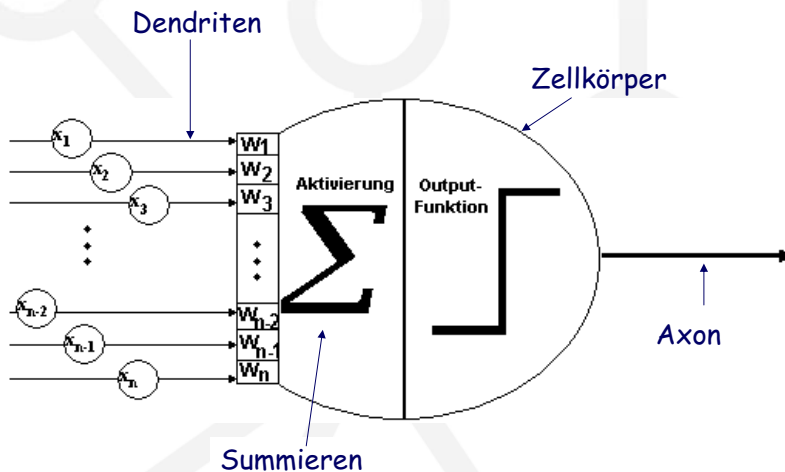 Dendriten
Zellkörper
x1
W1
x2
W2
x3
W3
Aktivierung
Output-
Funktion
Σ
xn-2
Wn-2
xn-1
Wn-1
xn
Wn
Axon
Summieren